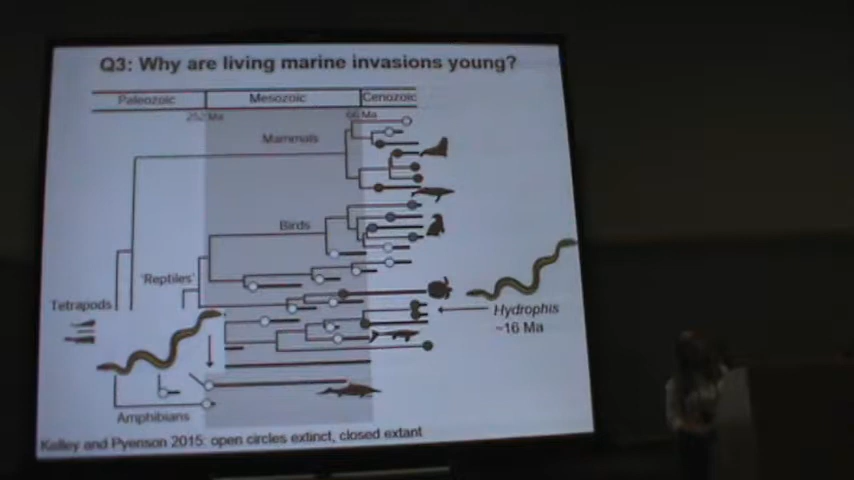 Q3: Why are living marine invasions young?
Paleozoic Mesozoic Cenozoic
252 Ma 66 Ma
Mammals
Birds
'Reptiles'
Tetrapods
Hydrophis
~16 Ma
Amphibians
Kelley and Pyenson 2015: open circles extinct, closed extant